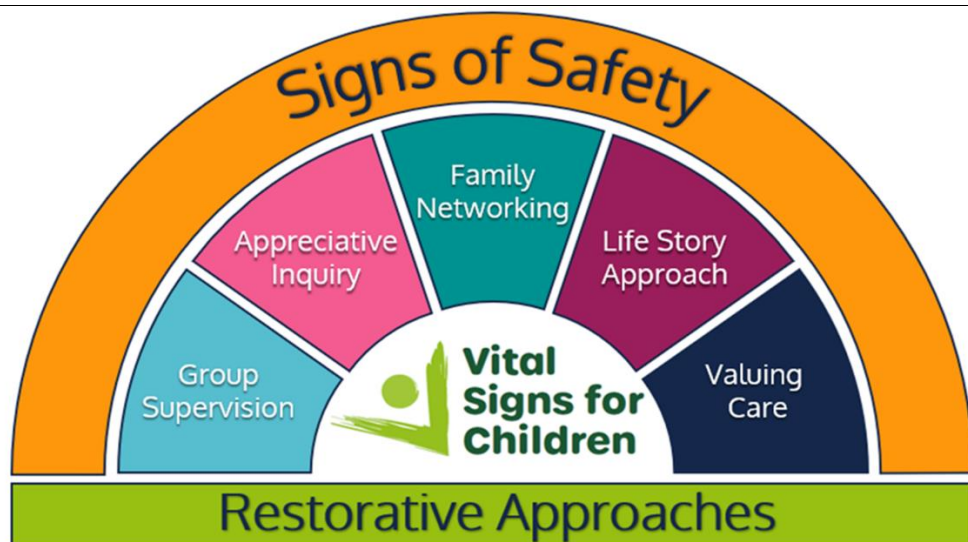 Signs of Safety
Group
Supervision
Appreciative
Inquiry
Family
Networking
Life Story
Approach
Valuing
Care
Vital
Signs for
Children
Restorative Approaches